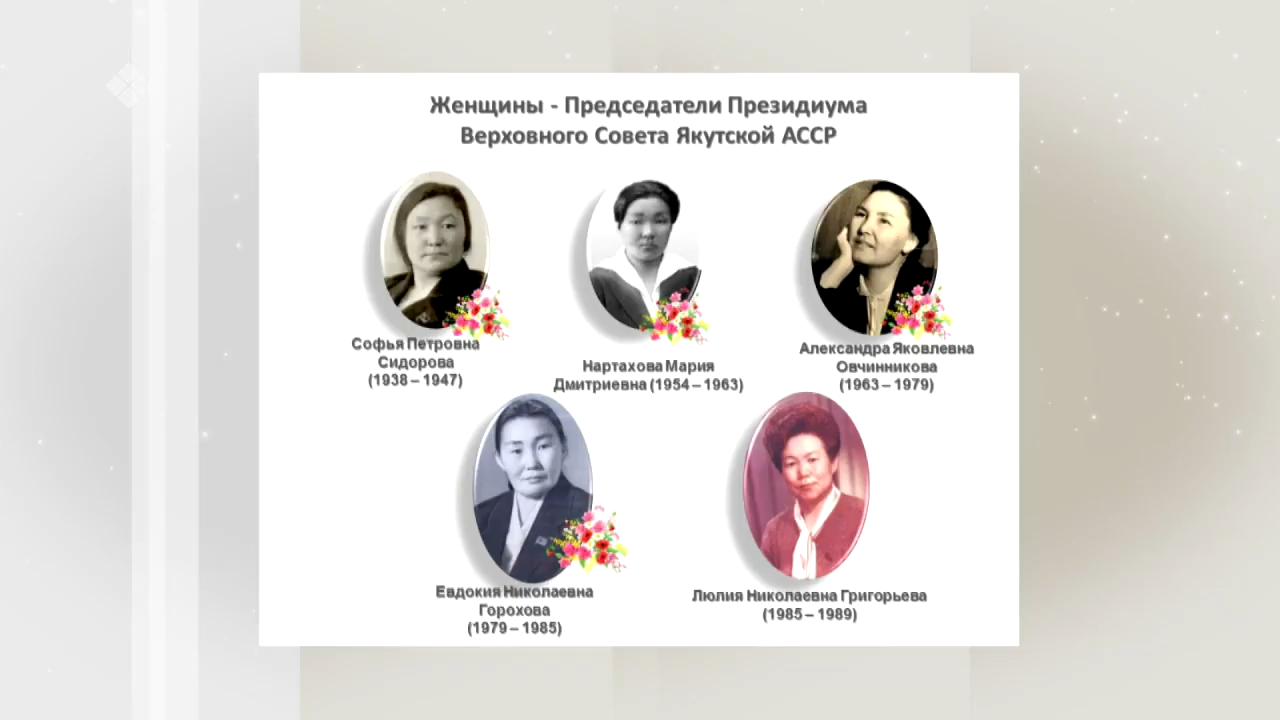 Женщины - Председатели Президиума
Верховного Совета Якутской АССР
Софья Петровна
Сидорова
(1938 – 1947)
Нартахова Мария
Дмитриевна (1954 – 1963)
Александра Яковлевна
Овчинникова
(1963 – 1979)
Евдокия Николаевна
Горохова
(1979 – 1985)
Люлия Николаевна Григорьева
(1985 – 1989)